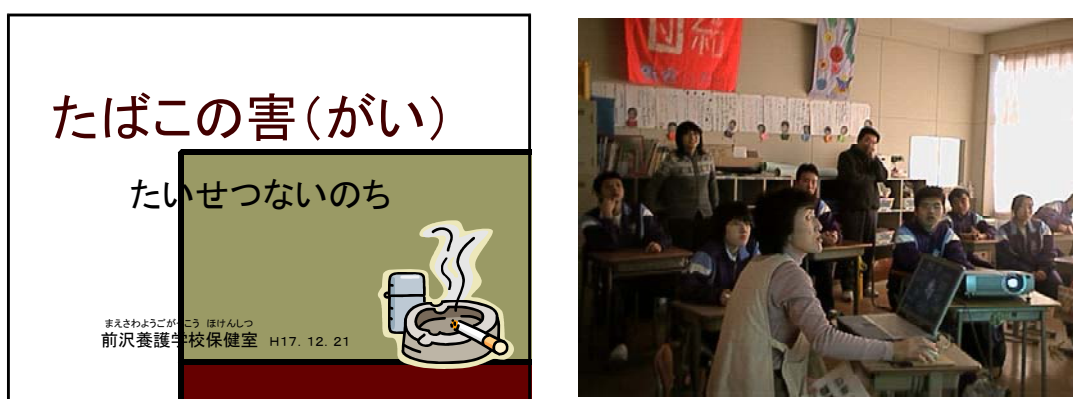 たばこの害(がい)
たいせつないのち
まえさわようごがっこう ほけんしつ
前沢養護学校保健室 H17. 12. 21